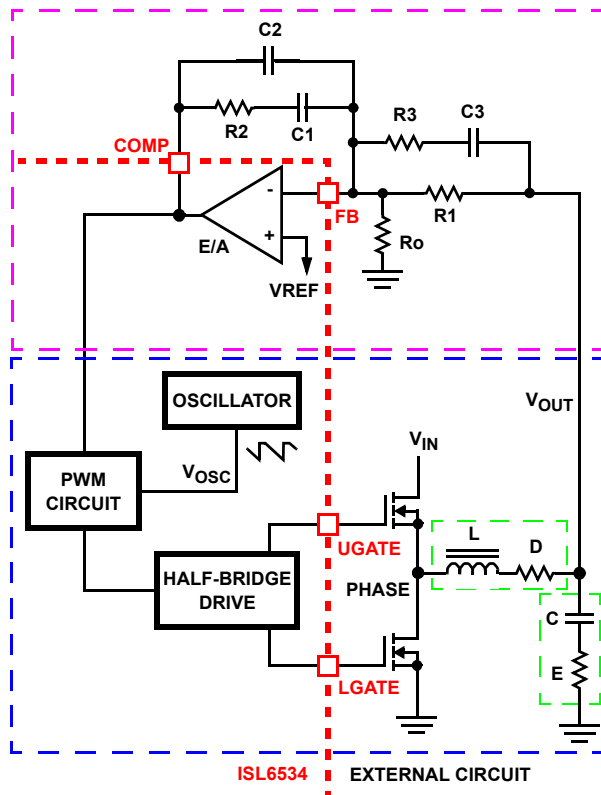 C2
R2
C1
R3
C3
COMP
FB
R1
E/A
-
+
Ro
VREF
OSCILLATOR
VOUT
VIN
PWM
CIRCUIT
VOSC
UGATE
L
D
HALF-BRIDGE
DRIVE
PHASE
C
E
LGATE
ISL6534
EXTERNAL CIRCUIT